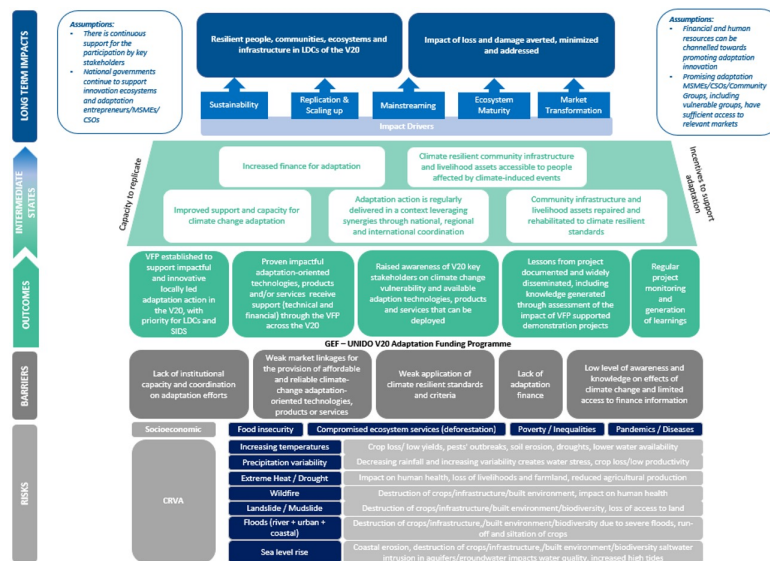 LONG TERM IMPACTS
Assumptions:
• There is continuous
support for the
participation by key
stakeholders
• National governments
continue to support
innovation ecosystems
and adaptation
entrepreneurs/MSMEs/
CSOs
Resilient people, communities, ecosystems and
infrastructure in LDCs of the V20
Impact of loss and damage averted, minimized
and addressed
Assumptions:
• Financial and human
resources can be
channelled towards
promoting adaptation
innovation
• Promising adaptation
MSMEs/CSOs/Community
Groups, including
vulnerable groups, have
sufficient access to
relevant markets
Sustainability
Replication &
Scaling up
Mainstreaming
Ecosystem
Maturity
Market
Transformation
Impact Drivers
INTERMEDIATE
STATES
Capacity to replicate
Increased finance for adaptation
Climate resilient community infrastructure
and livelihood assets accessible to people
affected by climate-induced events
Incentives to support
adaptation
Improved support and capacity for
climate change adaptation
Adaptation action is regularly
delivered in a context leveraging
synergies through national, regional
and international coordination
Community infrastructure and
livelihood assets repaired and
rehabilitated to climate resilient
standards
OUTCOMES
VFP established to
support impactful
and innovative
locally led
adaptation action in
the V20, with
priority for LDCs and
SIDS
Proven impactful
adaptation-oriented
technologies, products
and/or services receive
support (technical and
financial) through the VFP
across the V20
Raised awareness of V20 key
stakeholders on climate change
vulnerability and available
adaption technologies, products
and services that can be
deployed
Lessons from project
documented and widely
disseminated, including
knowledge generated
through assessment of the
impact of VFP supported
demonstration projects
Regular
project
monitoring
and
generation
of learnings
GEF – UNIDO V20 Adaptation Funding Programme
BARRIERS
Lack of institutional
capacity and coordination
on adaptation efforts
Weak market linkages for
the provision of affordable
and reliable climate-
change adaptation-
oriented technologies,
products or services
Weak application of
climate resilient standards
and criteria
Lack of
adaptation
finance
Low level of awareness and
knowledge on effects of
climate change and limited
access to finance information
RISKS
Socioeconomic
Food insecurity
Compromised ecosystem services (deforestation)
Poverty / Inequalities
Pandemics / Diseases
CRVA
Increasing temperatures
Crop loss/ low yields, pests' outbreaks, soil erosion, droughts, lower water availability
Precipitation variability
Decreasing rainfall and increasing variability creates water stress, crop loss/low productivity
Extreme Heat / Drought
Impact on human health, loss of livelihoods and farmland, reduced agricultural production
Wildfire
Destruction of crops/infrastructure/built environment, impact on human health
Landslide / Mudslide
Destruction of crops/infrastructure/built environment/biodiversity, loss of access to land
Floods (river + urban +
coastal)
Destruction of crops/infrastructure,/built environment/biodiversity due to severe floods, run-
off and siltation of crops
Sea level rise
Coastal erosion, destruction of crops/infrastructure,/built environment/biodiversity saltwater
intrusion in aquifers/groundwater impacts water quality, increased high tides